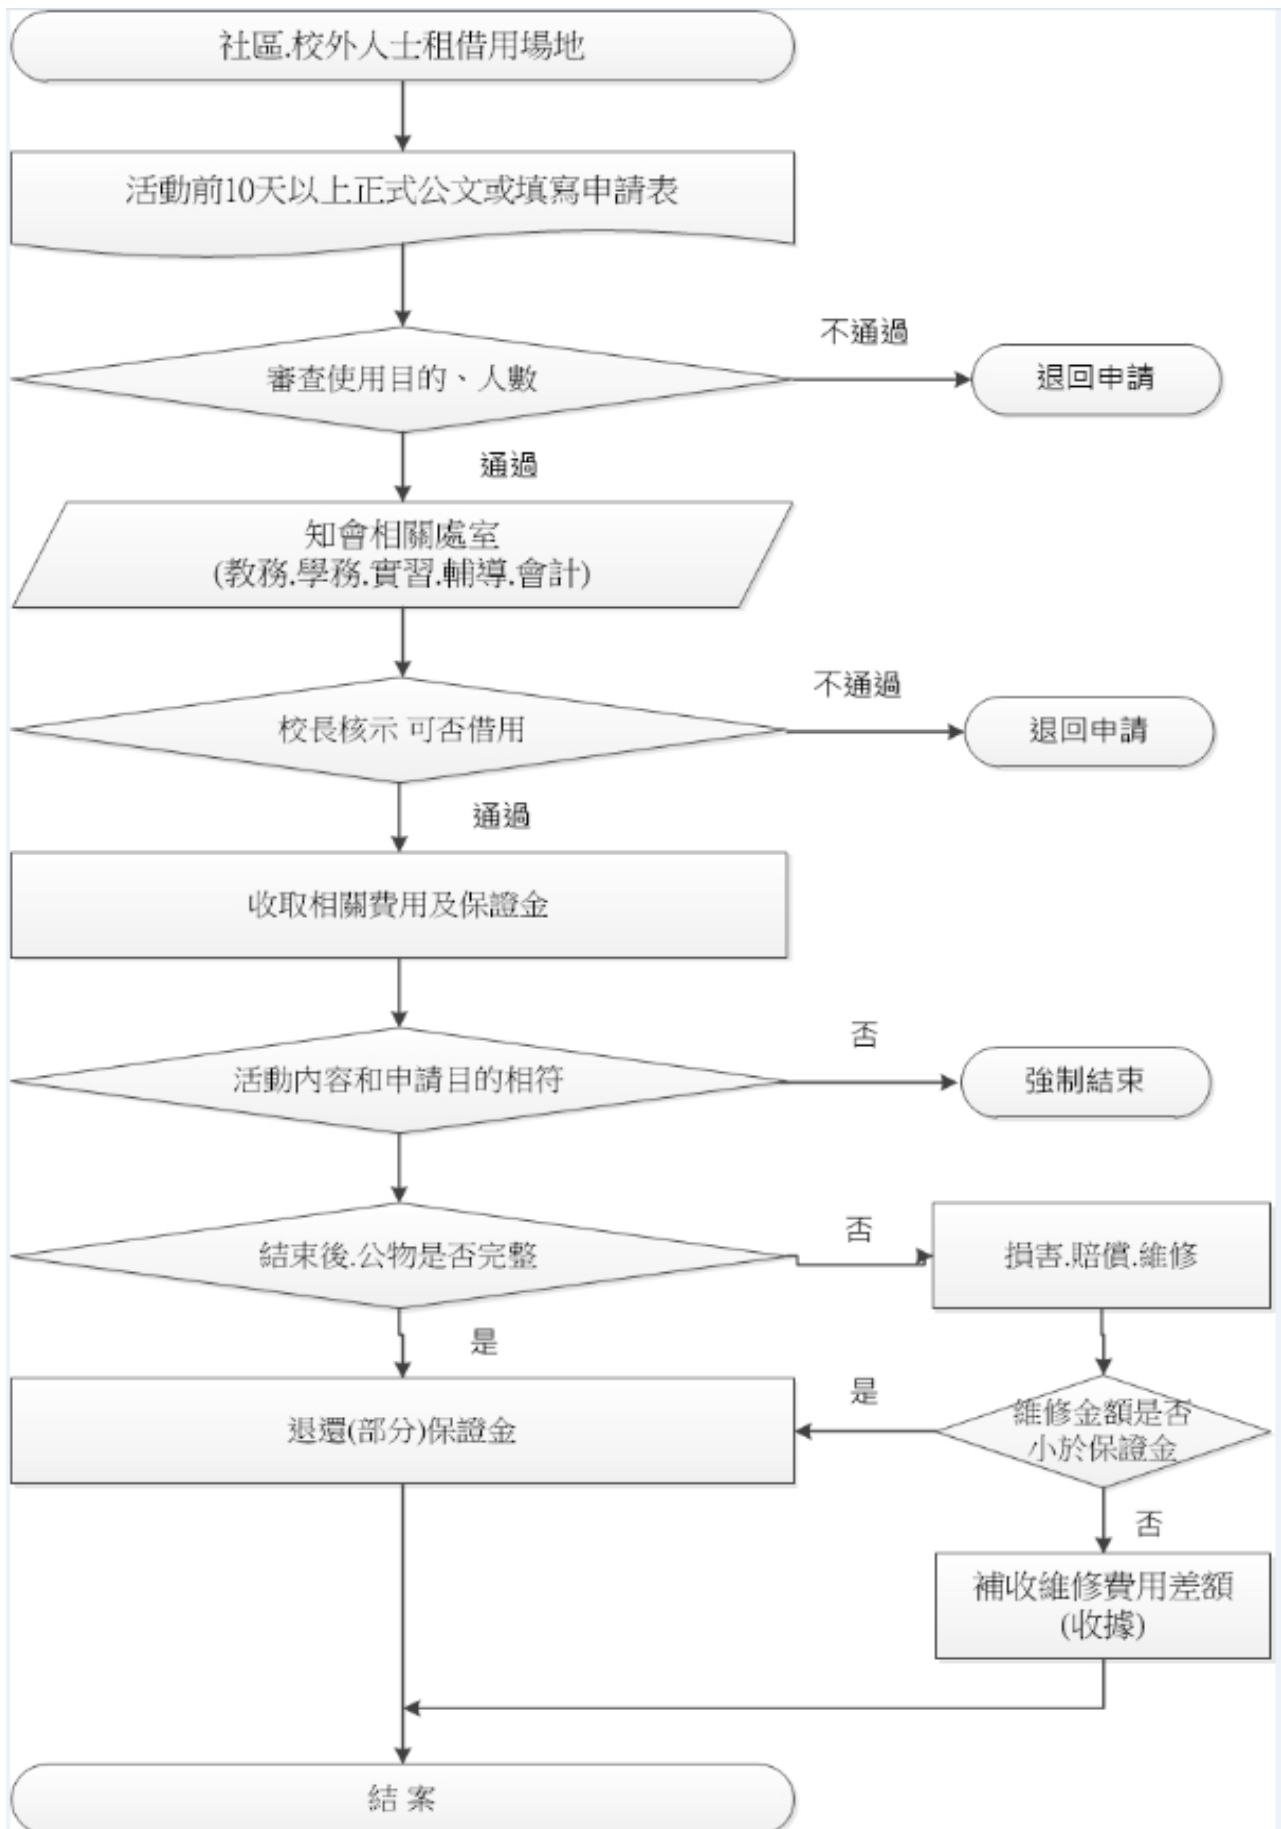 社區.校外人士租借用場地
活動前10天以上正式公文或填寫申請表
審查使用目的、人數
不通過
退回申請
通過
知會相關處室
(教務.學務.實習.輔導.會計)
校長核示 可否借用
不通過
退回申請
通過
收取相關費用及保證金
活動內容和申請目的相符
否
強制結束
結束後.公物是否完整
否
損害.賠償.維修
是
退還(部分)保證金
是
維修金額是否
小於保證金
否
補收維修費用差額
(收據)
結 案